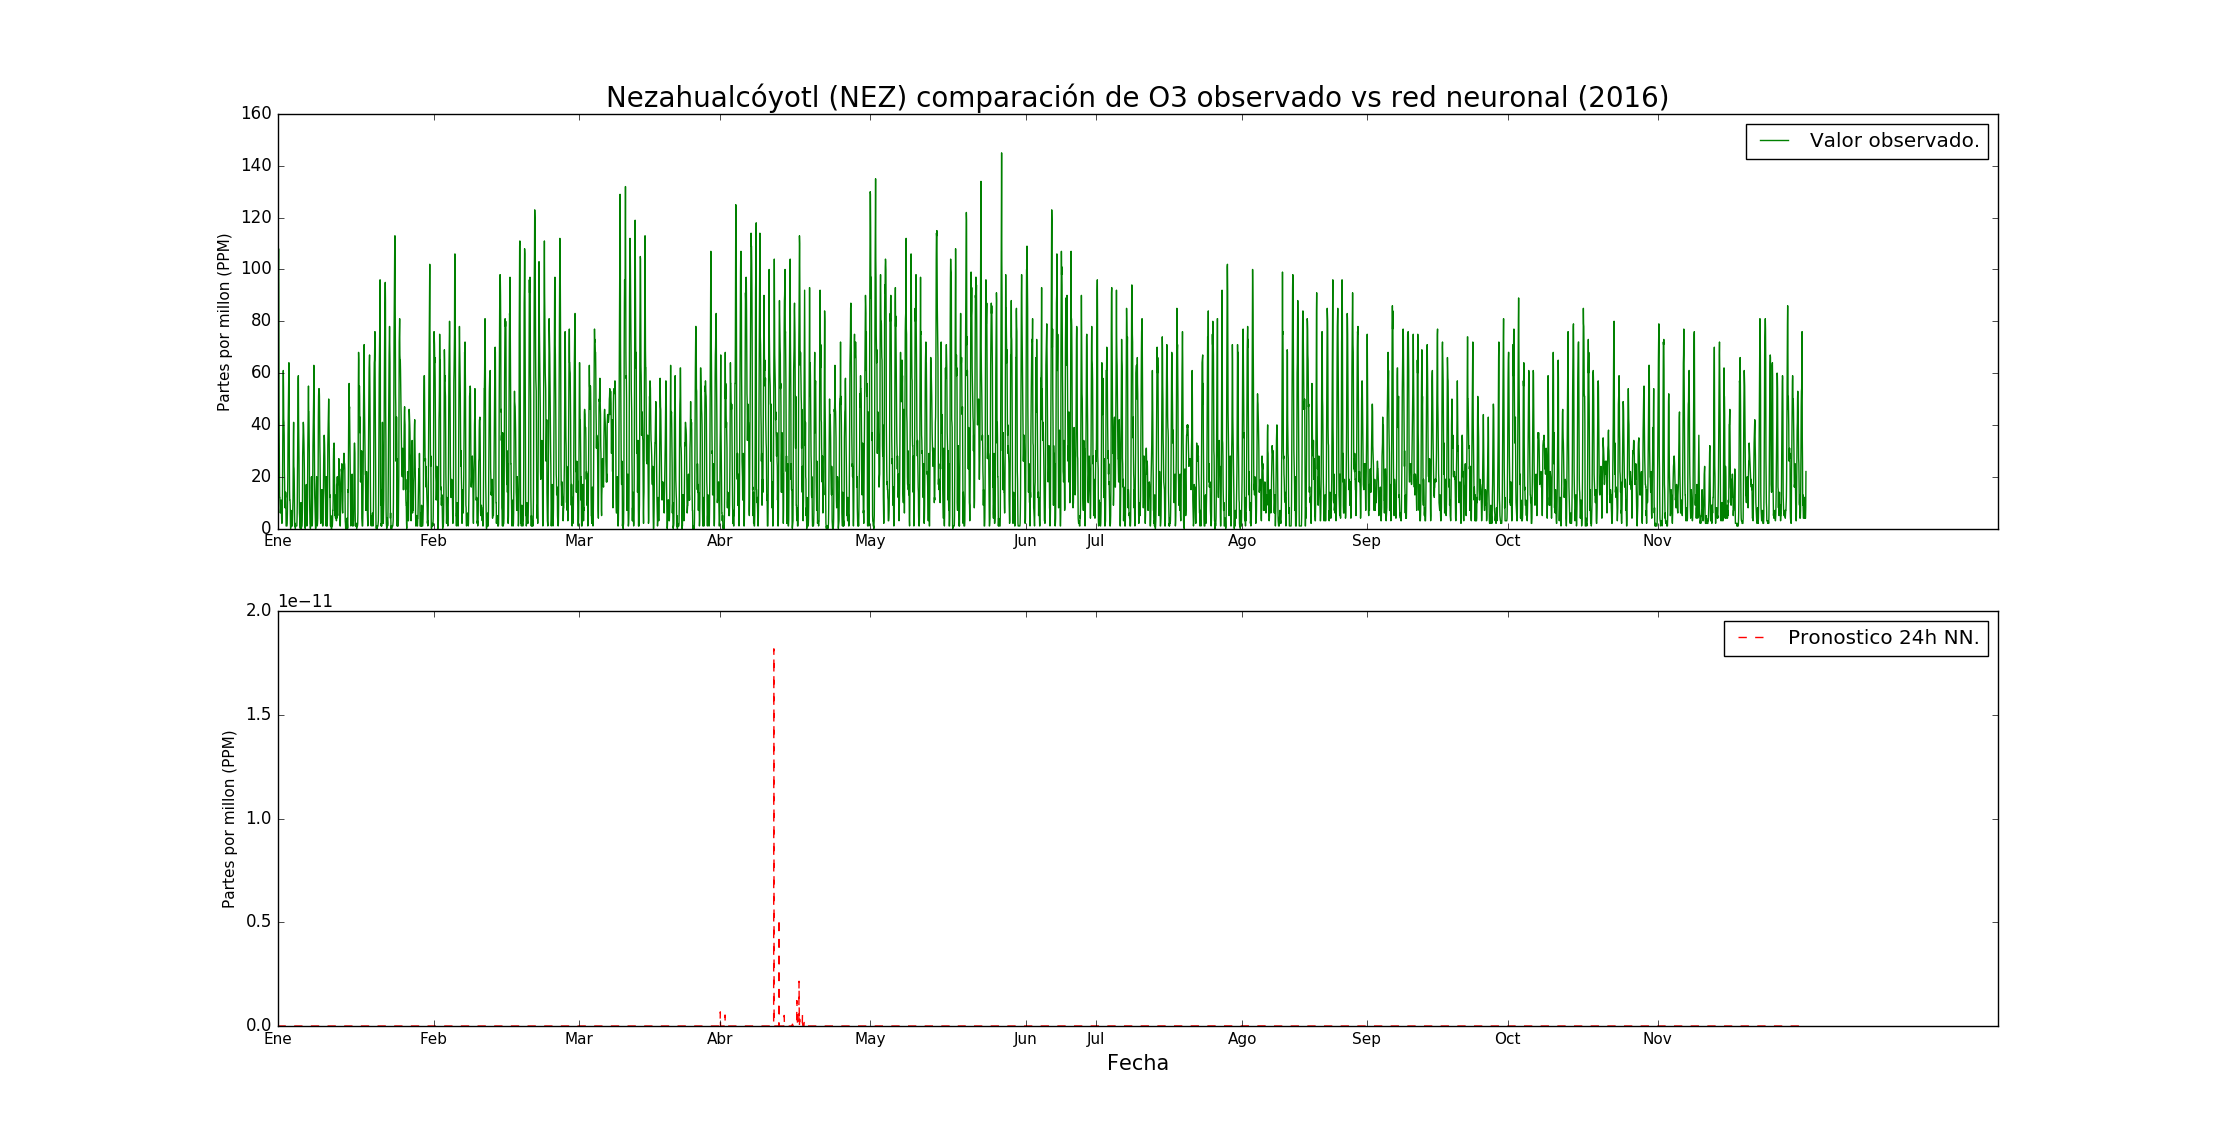 Nezahualcóyotl (NEZ) comparación de O3 observado vs red neuronal (2016)
160
140
120
100
80
60
40
20
0
Partes por millon (PPM)
Valor observado.
Ene Feb Mar Abr May Jun Jul Ago Sep Oct Nov
1e−11
2.0
1.5
1.0
0.5
0.0
Partes por millon (PPM)
Pronostico 24h NN.
Ene Feb Mar Abr May Jun Jul Ago Sep Oct Nov
Fecha